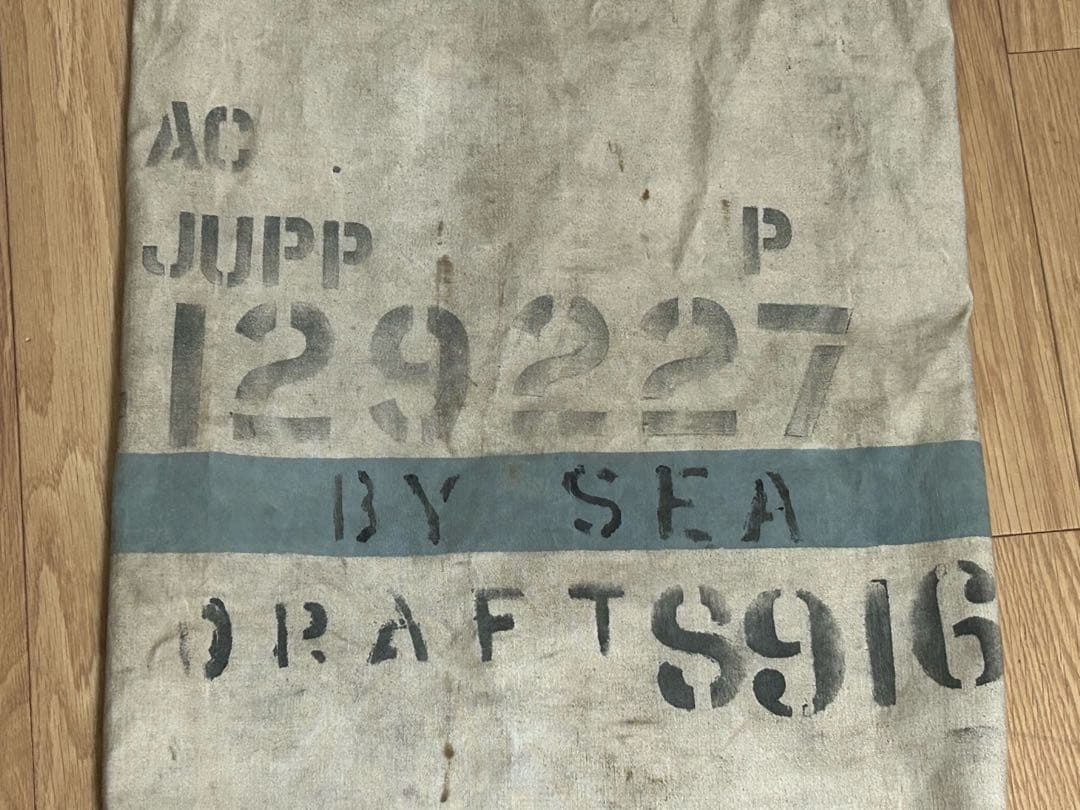 AC
JUPP P
129227
BY SEA
DRAFT S916